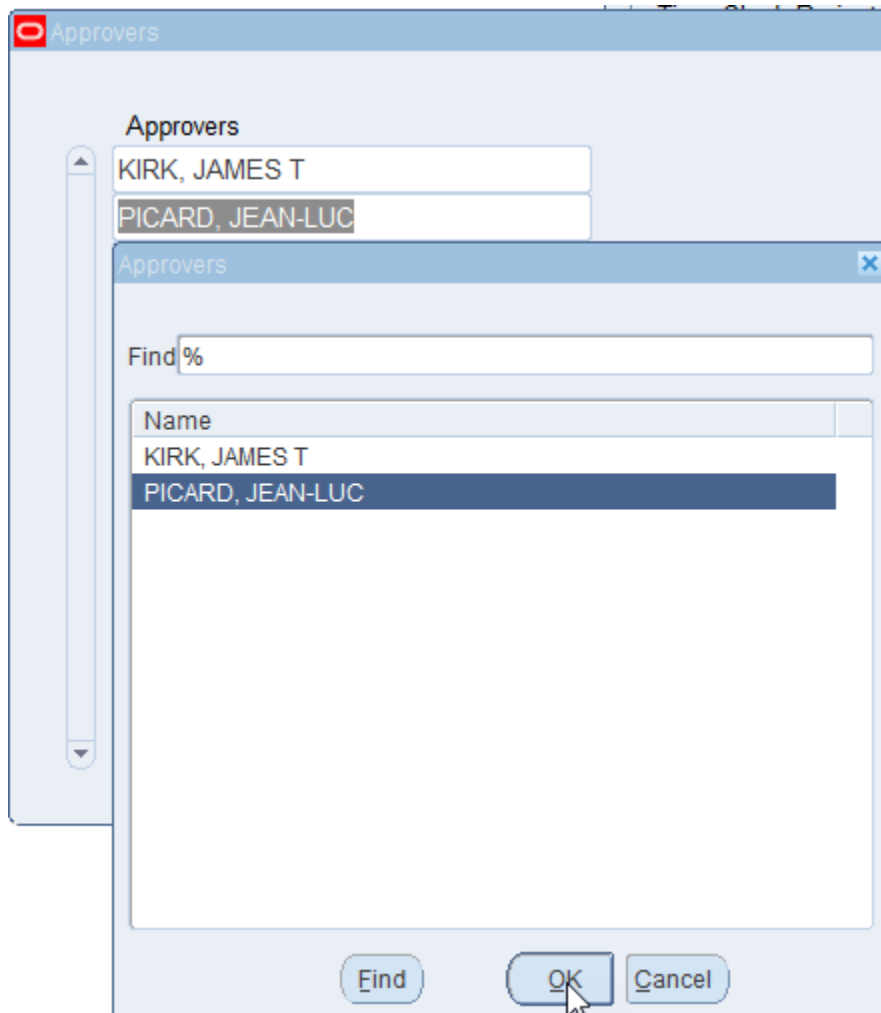 Approvers
Approvers
KIRK, JAMES T
PICARD, JEAN-LUC
Approvers
Find %
Name
KIRK, JAMES T
PICARD, JEAN-LUC
Find OK Cancel